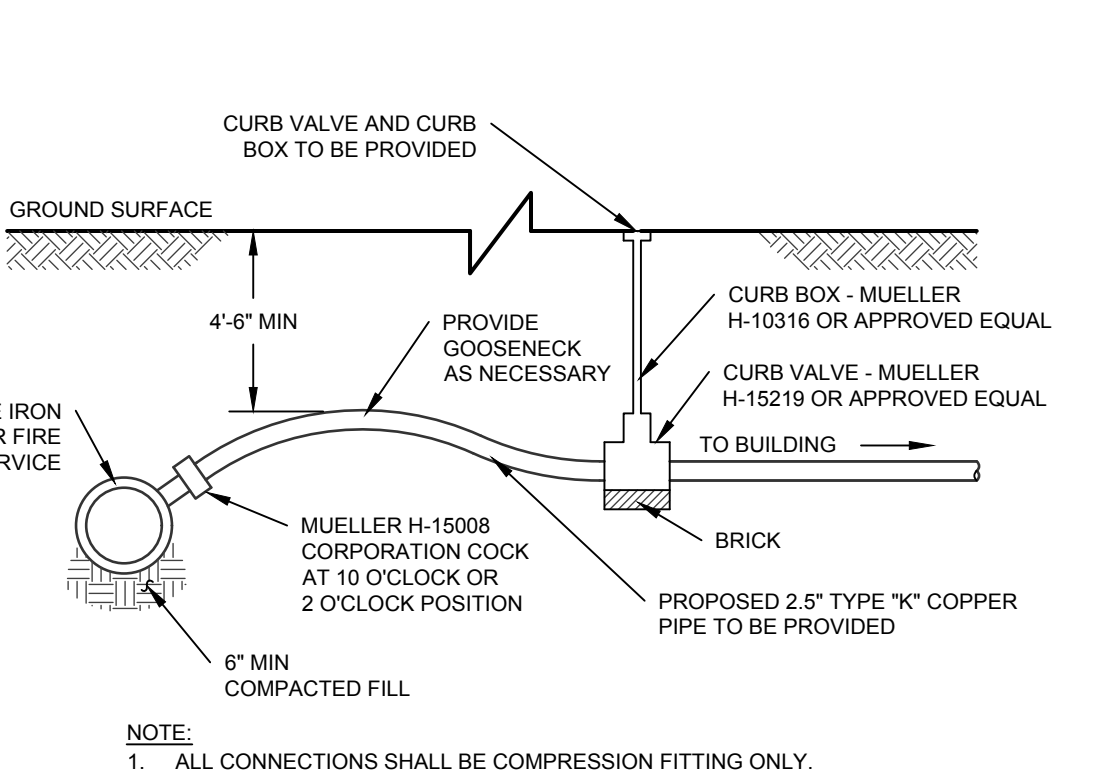 CURB VALVE AND CURB
BOX TO BE PROVIDED
GROUND SURFACE
4'-6" MIN
PROVIDE
GOOSENECK
AS NECESSARY
CURB BOX - MUELLER
H-10316 OR APPROVED EQUAL
CURB VALVE - MUELLER
H-15219 OR APPROVED EQUAL
TO BUILDING
IRON
FIRE
MUELLER H-15008
CORPORATION COCK
AT 10 O'CLOCK OR
2 O'CLOCK POSITION
BRICK
PROPOSED 2.5" TYPE "K" COPPER
PIPE TO BE PROVIDED
6" MIN
COMPACTED FILL
NOTE:
1. ALL CONNECTIONS SHALL BE COMPRESSION FITTING ONLY.